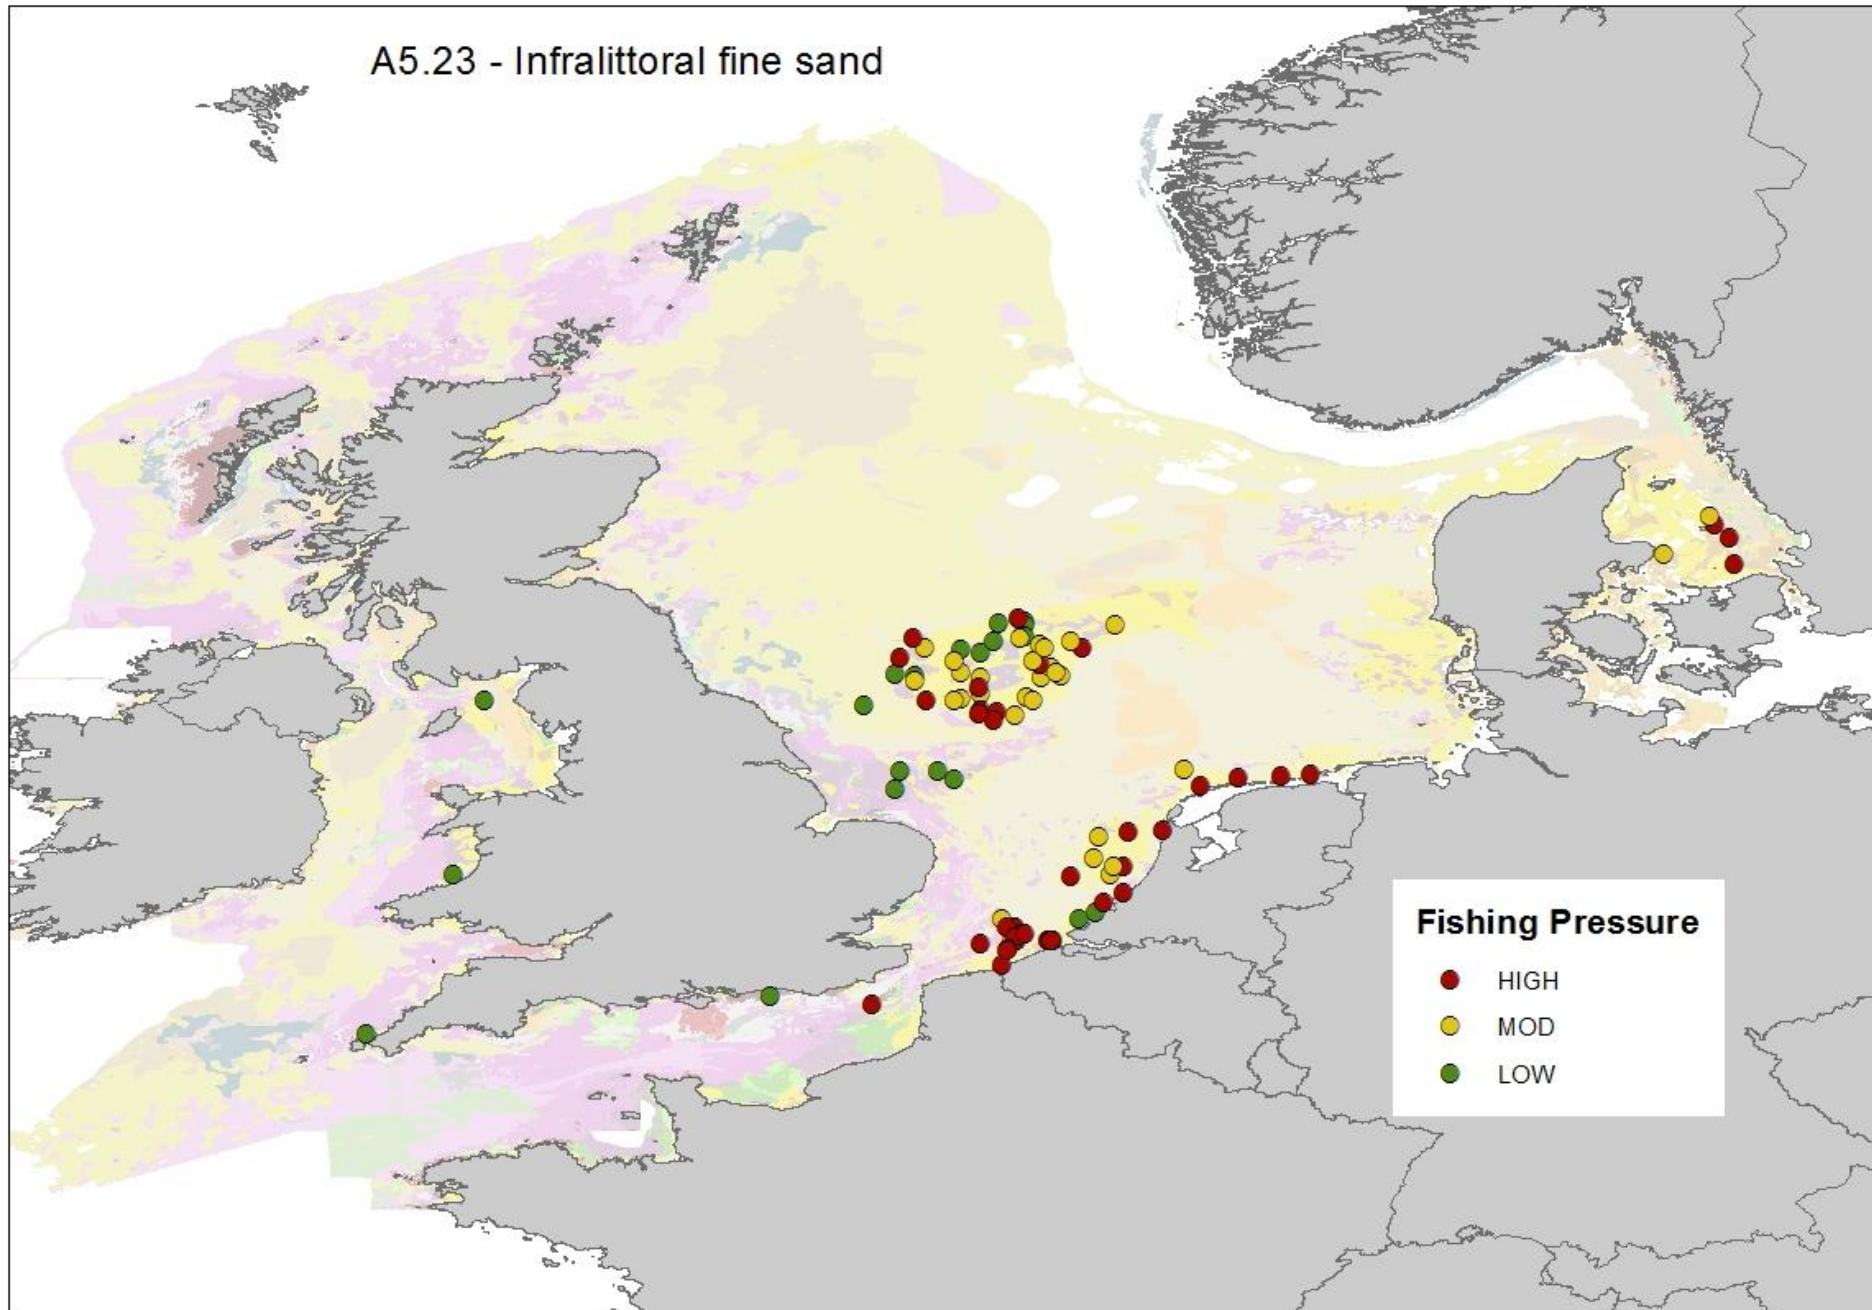 A5.23 - Infralittoral fine sand
Fishing Pressure
HIGH
MOD
LOW